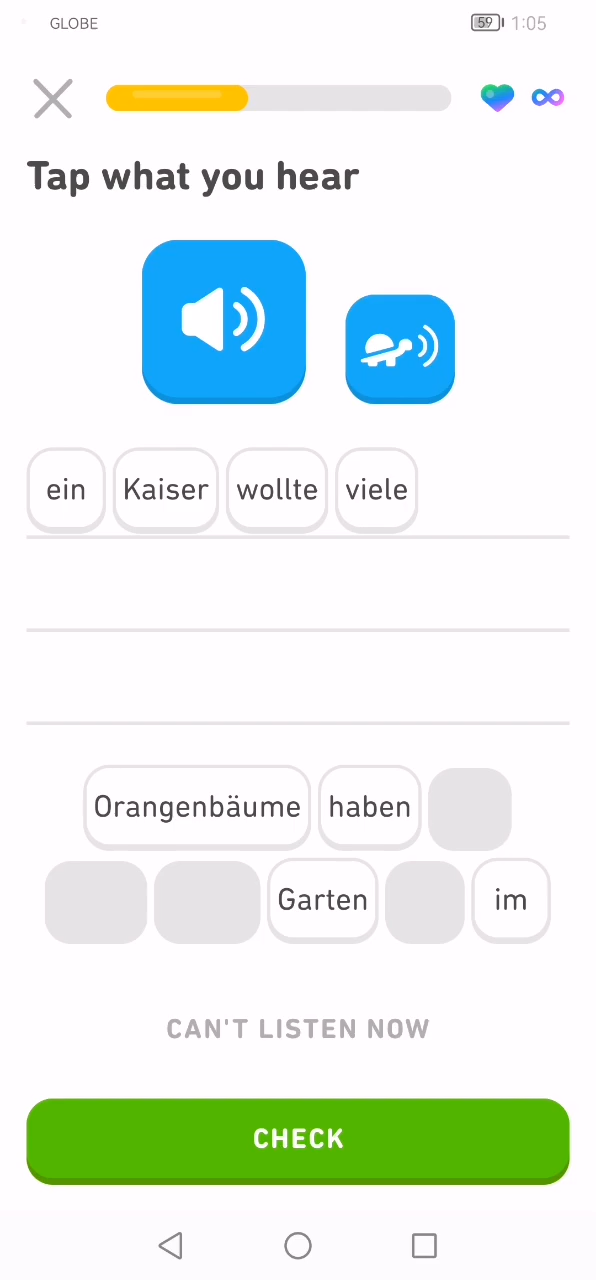 GLOBE 59 1:05
Tap what you hear
ein Kaiser wollte viele
Orangenbäume haben
Garten im
CAN'T LISTEN NOW
CHECK